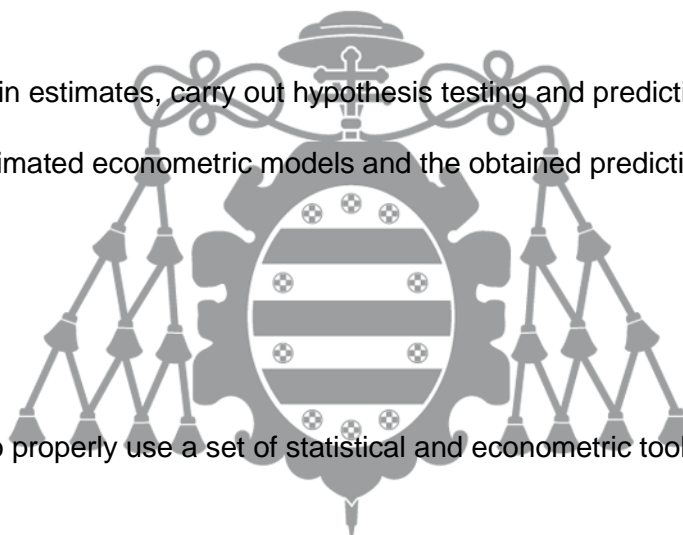 in estimates, carry out hypothesis testing and predicti
imated econometric models and the obtained predicti
properly use a set of statistical and econometric tool